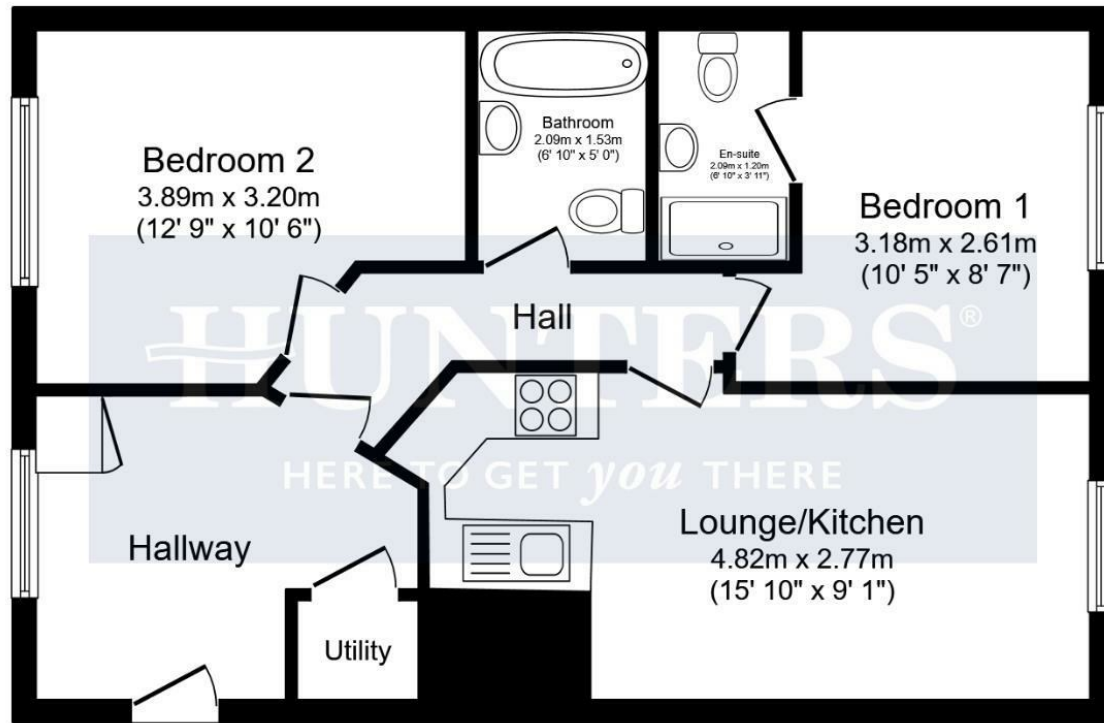 Bedroom 2
3.89m x 3.20m
(12' 9" x 10' 6")
Bathroom
2.09m x 1.53m
(6' 10" x 5' 0")
En-suite
2.09m x 1.20m
(6' 10" x 3' 11")
Bedroom 1
3.18m x 2.61m
(10' 5" x 8' 7")
Hall
HUNTERS®
HERE TO GET you THERE
Hallway
Lounge/Kitchen
4.82m x 2.77m
(15' 10" x 9' 1")
Utility